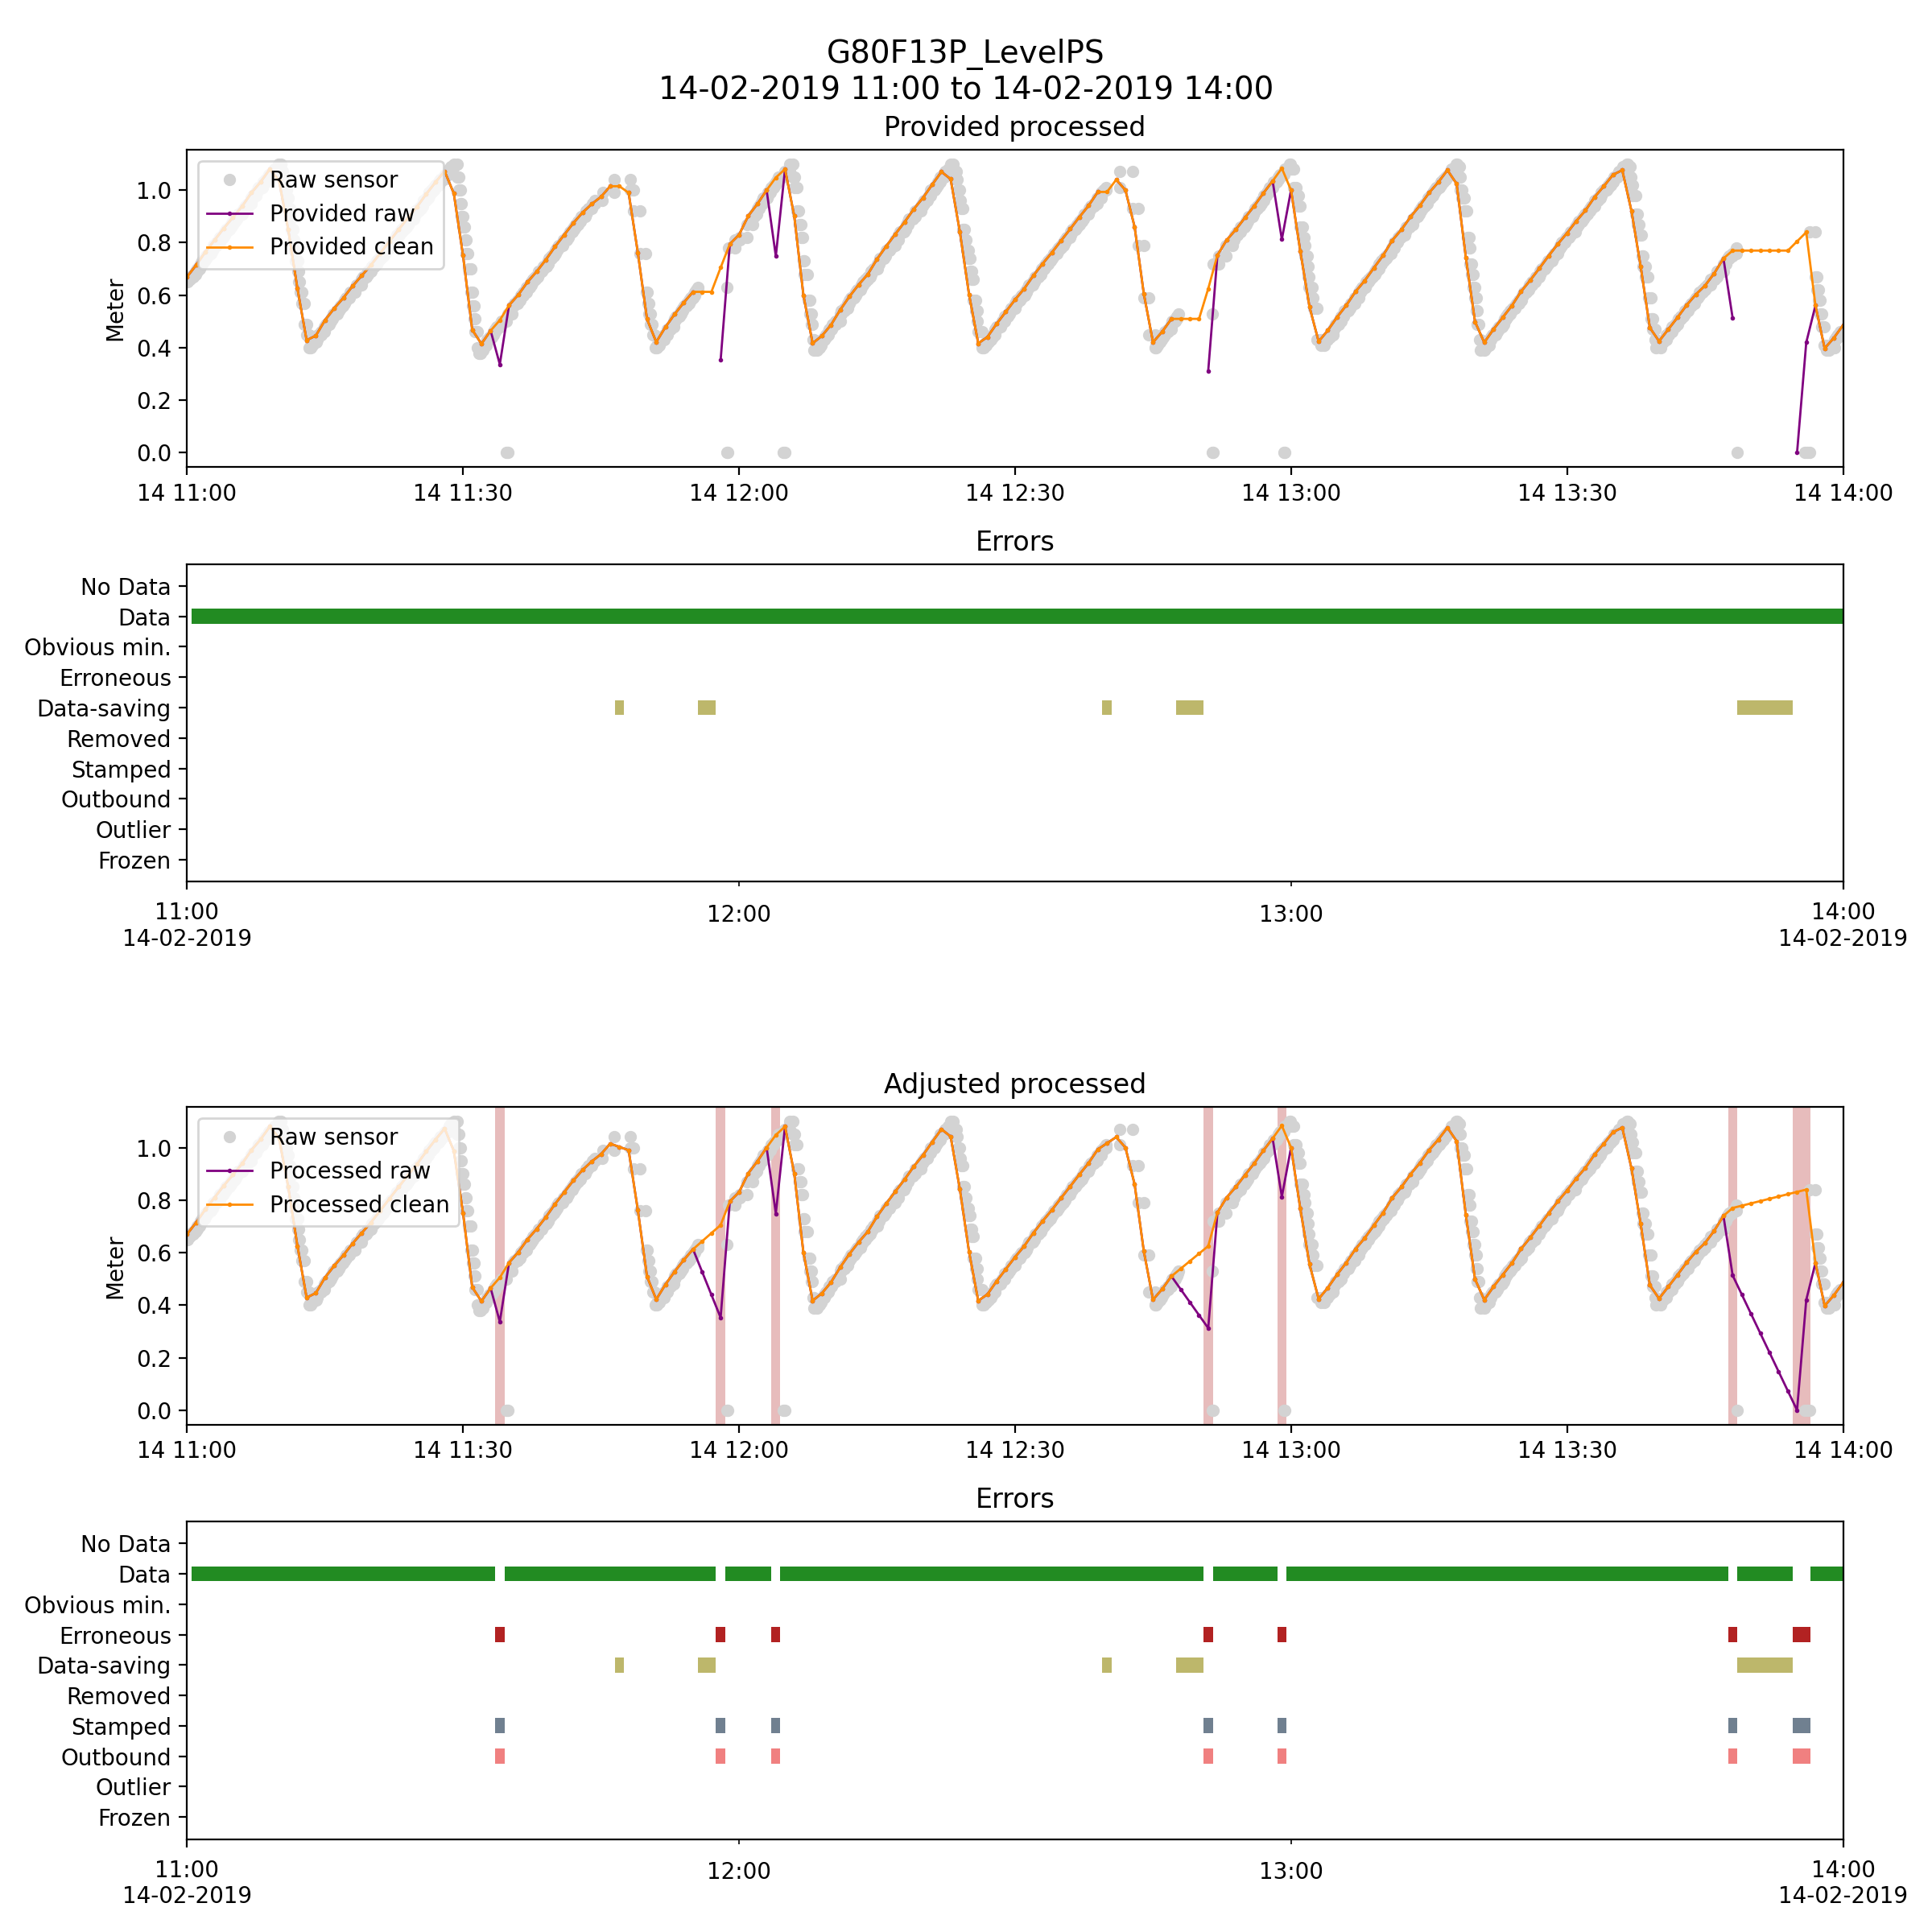 G80F13P_LevelPS
14-02-2019 11:00 to 14-02-2019 14:00
Provided processed
Raw sensor
Provided raw
Provided clean
Meter
1.0
0.8
0.6
0.4
0.2
0.0
14 11:00 14 11:30 14 12:00 14 12:30 14 13:00 14 13:30 14 14:00
Errors
No Data
Data
Obvious min.
Erroneous
Data-saving
Removed
Stamped
Outbound
Outlier
Frozen
11:00 12:00 13:00 14:00
14-02-2019 14-02-2019
Adjusted processed
Raw sensor
Processed raw
Processed clean
Meter
1.0
0.8
0.6
0.4
0.2
0.0
14 11:00 14 11:30 14 12:00 14 12:30 14 13:00 14 13:30 14 14:00
Errors
No Data
Data
Obvious min.
Erroneous
Data-saving
Removed
Stamped
Outbound
Outlier
Frozen
11:00 12:00 13:00 14:00
14-02-2019 14-02-2019